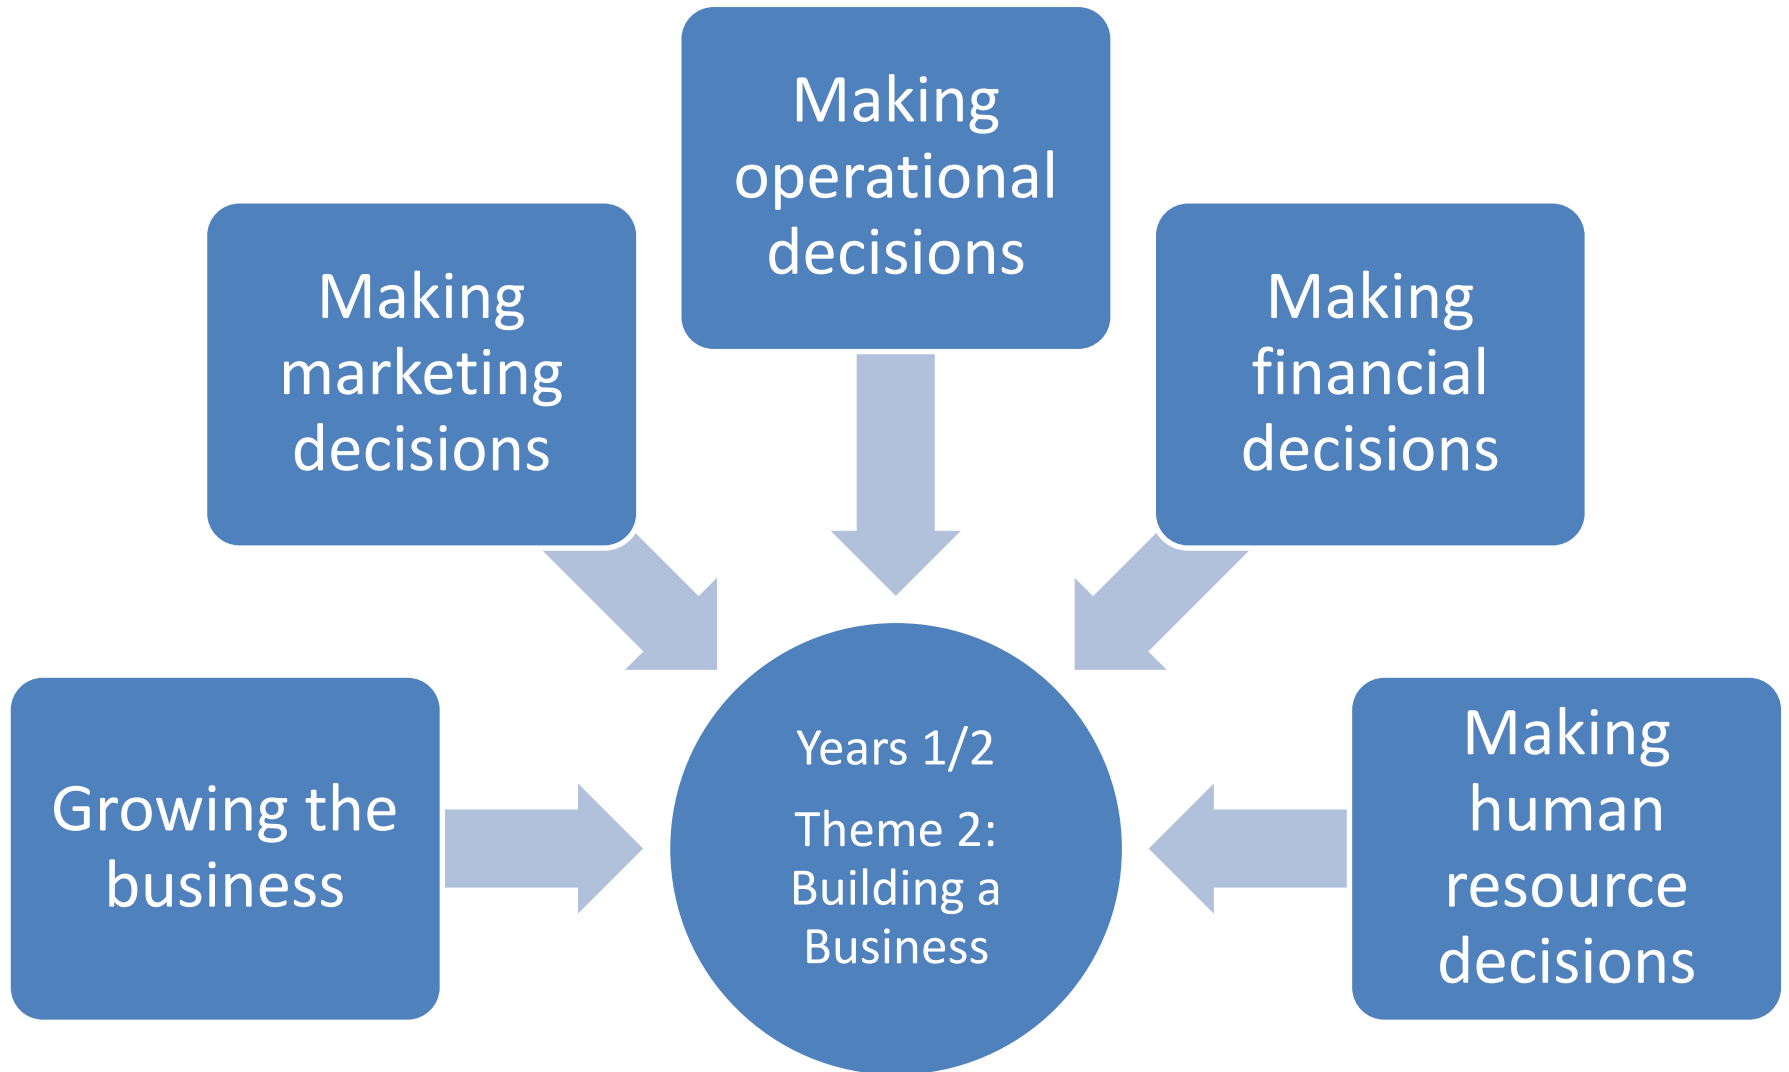 Making
operational
decisions
Making
marketing
decisions
Making
financial
decisions
Growing the
business
Years 1/2
Theme 2:
Building a
Business
Making
human
resource
decisions